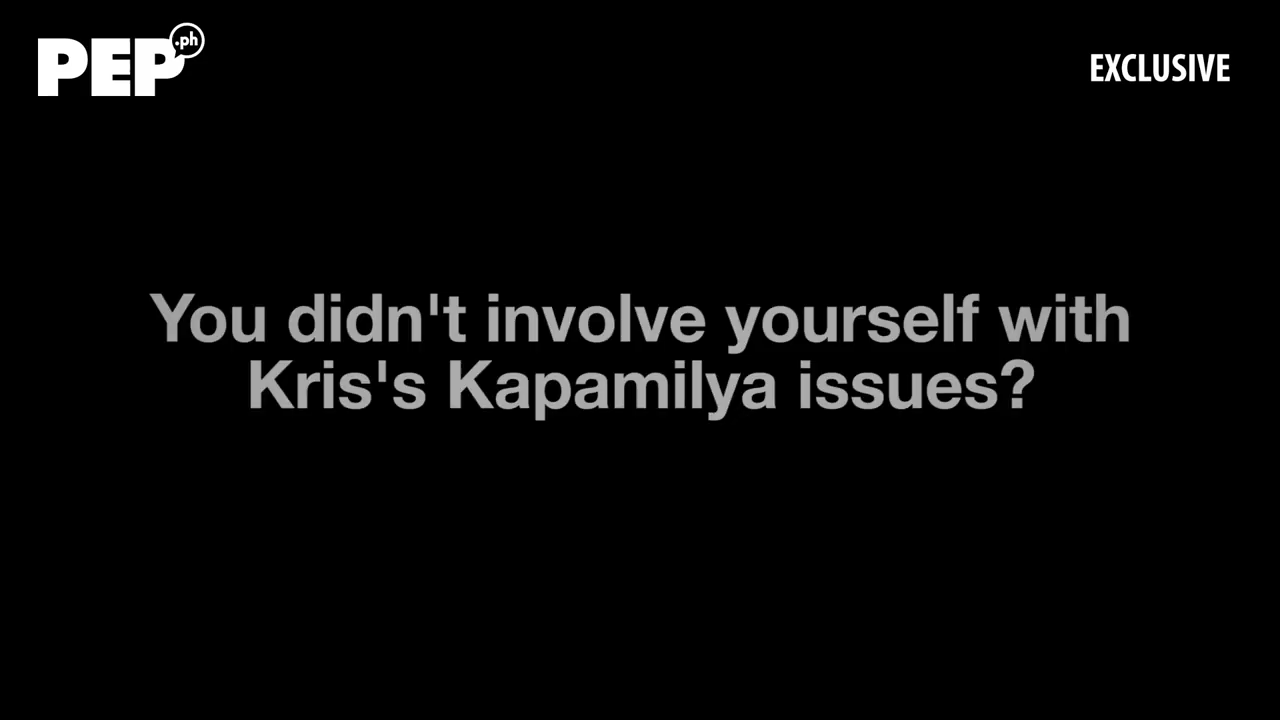 PEP.ph
EXCLUSIVE
You didn't involve yourself with
Kris's Kapamilya issues?